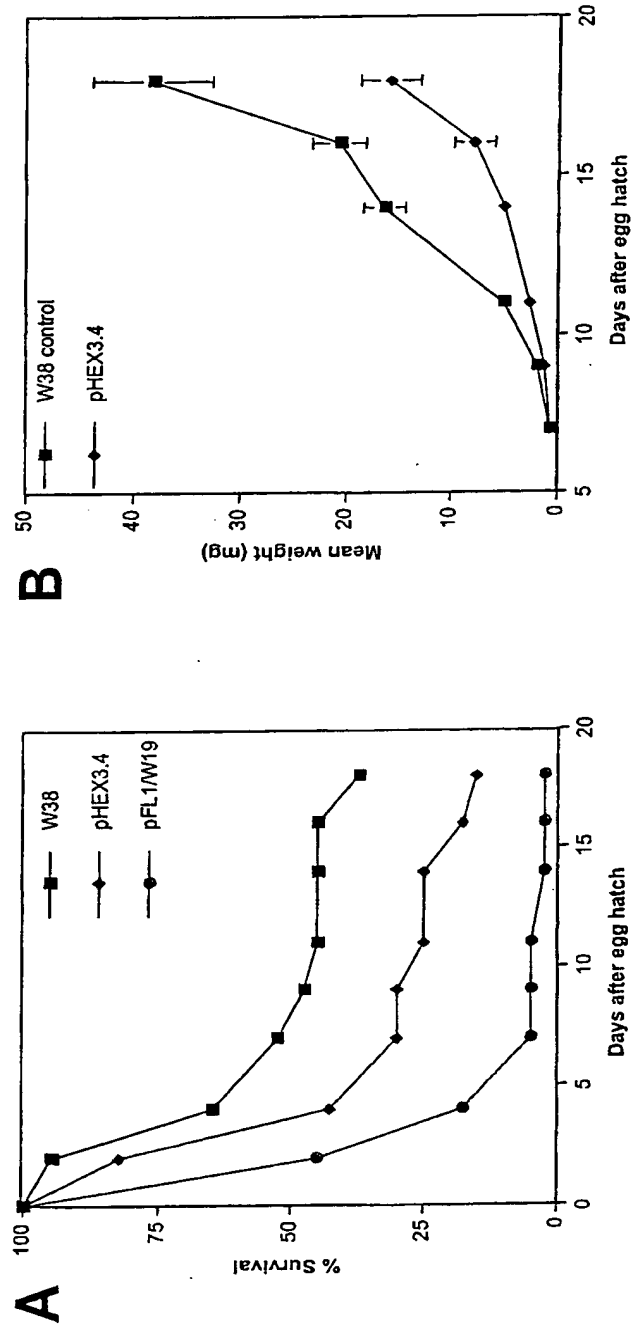 A
W38
pHEX3.4
pFL1/W19
% Survival
100
75
50
25
0
0
5
10
15
20
Days after egg hatch
B
W38 control
pHEX3.4
Mean weight (mg)
50
40
30
20
10
0
5
10
15
20
Days after egg hatch